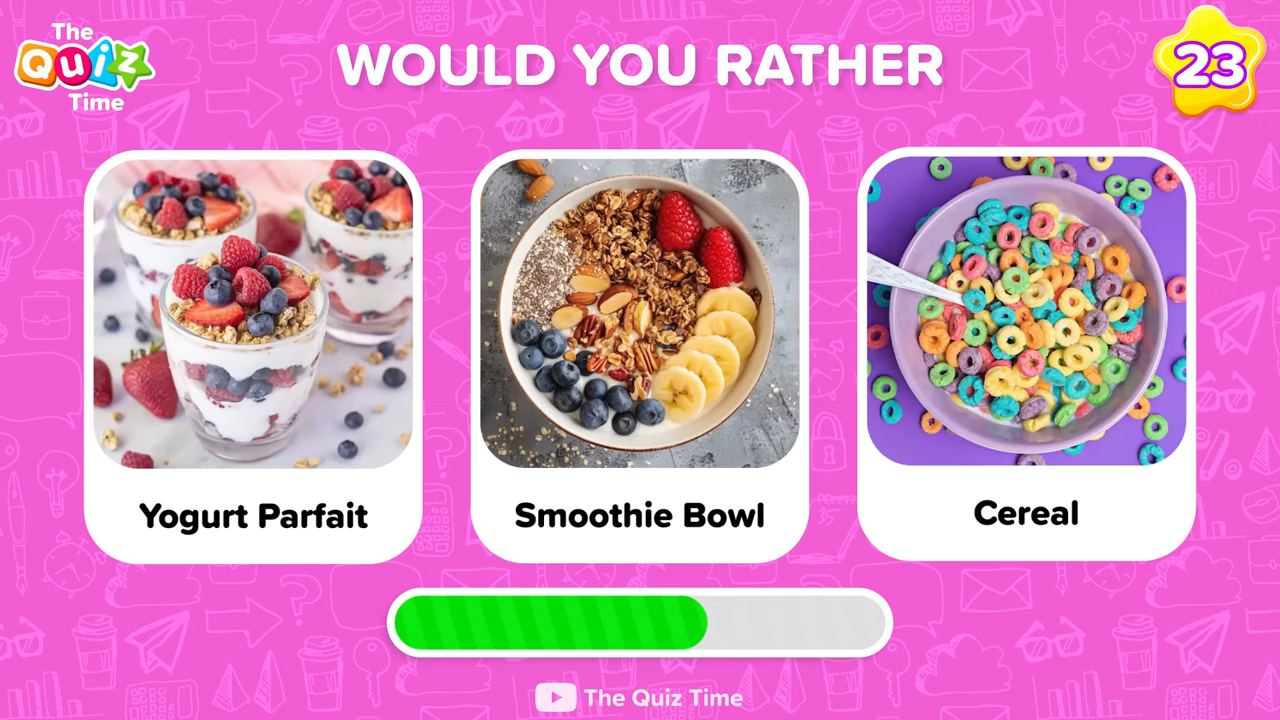 The
Quiz
Time
WOULD YOU RATHER
23
Yogurt Parfait
Smoothie Bowl
Cereal
The Quiz Time